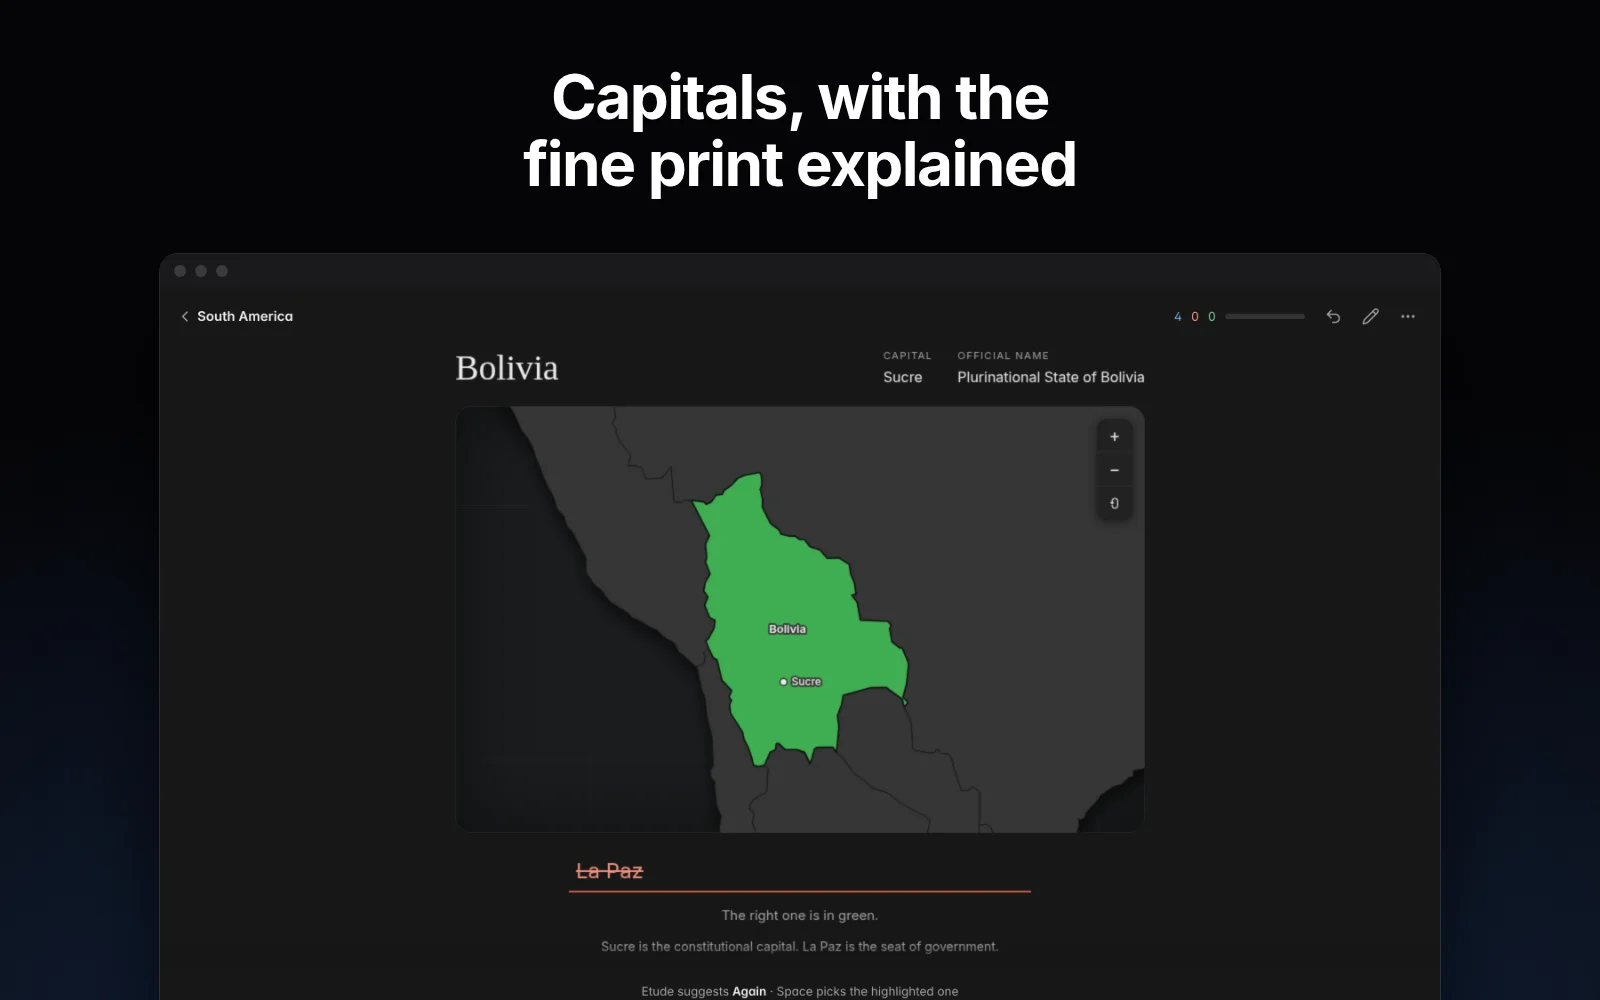 Capitals, with the
fine print explained
South America
4 0 0
Bolivia
CAPITAL
Sucre
OFFICIAL NAME
Plurinational State of Bolivia
+
−
Bolivia
Sucre
La Paz
The right one is in green.
Sucre is the constitutional capital. La Paz is the seat of government.
Etude suggests Again · Space picks the highlighted one